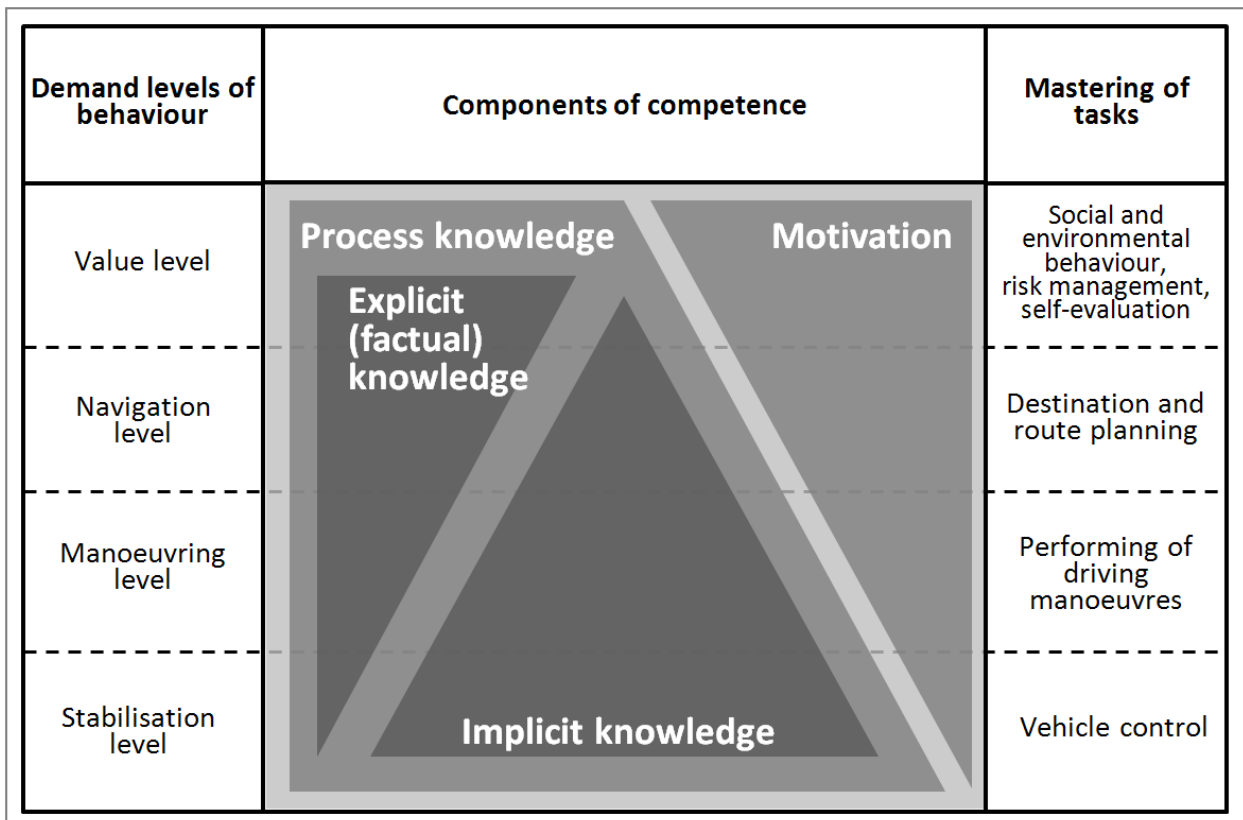 Demand levels of
behaviour
Components of competence
Mastering of
tasks
Value level
Process knowledge
Motivation
Explicit
(factual)
knowledge
Social and
environmental
behaviour,
risk management,
self-evaluation
Navigation
level
Destination and
route planning
Manoeuvring
level
Performing of
driving
manoeuvres
Stabilisation
level
Implicit knowledge
Vehicle control